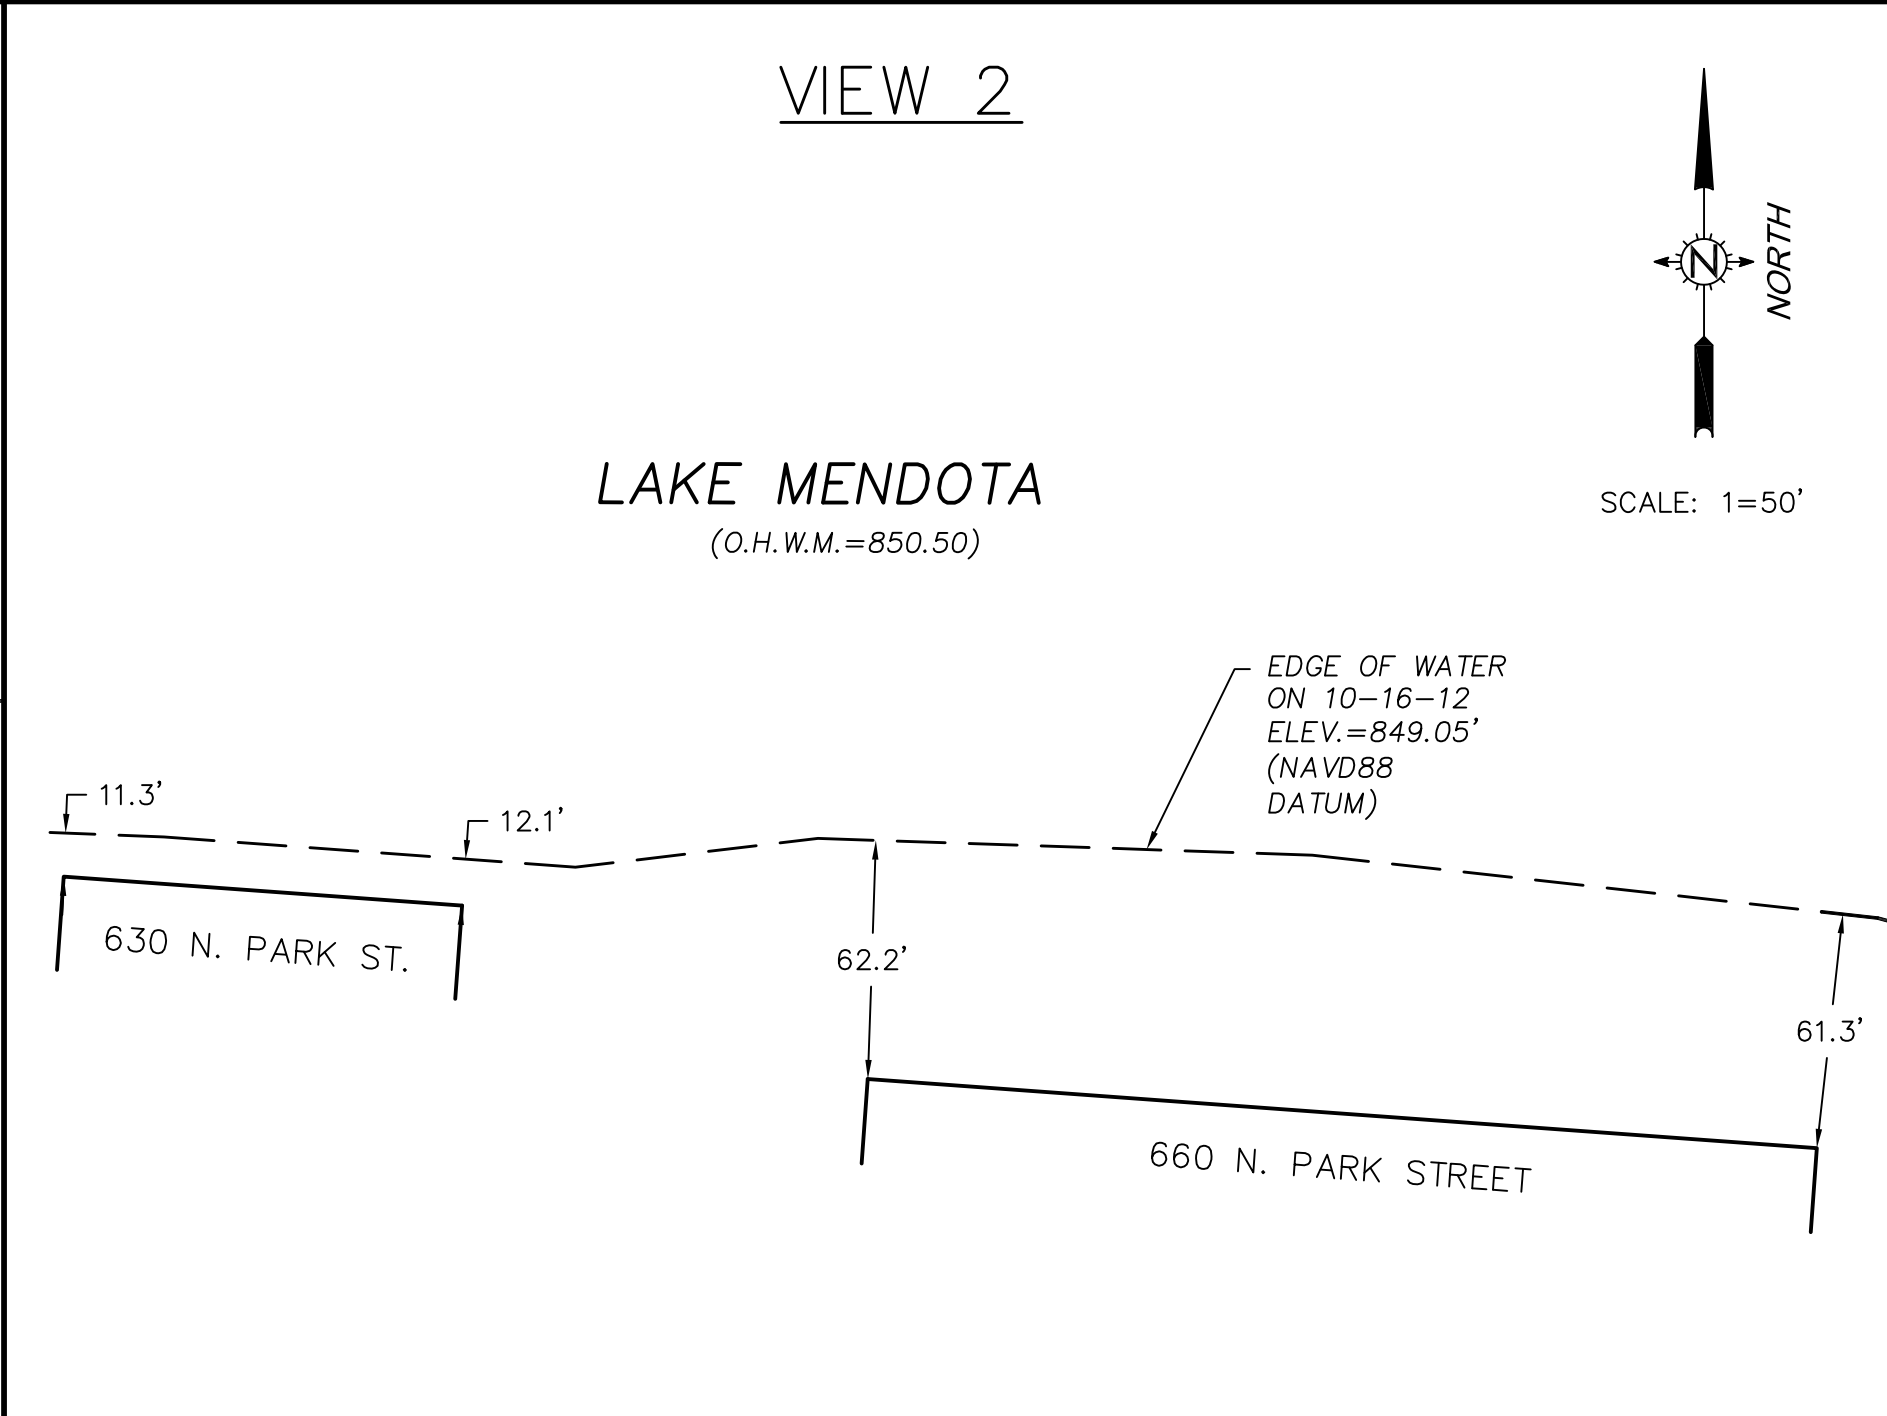 VIEW 2
N
NORTH
SCALE: 1=50'
LAKE MENDOTA
(O.H.W.M.=850.50)
EDGE OF WATER
ON 10-16-12
ELEV.=849.05'
(NAVD88
DATUM)
11.3'
12.1'
630 N. PARK ST.
62.2'
61.3'
660 N. PARK STREET